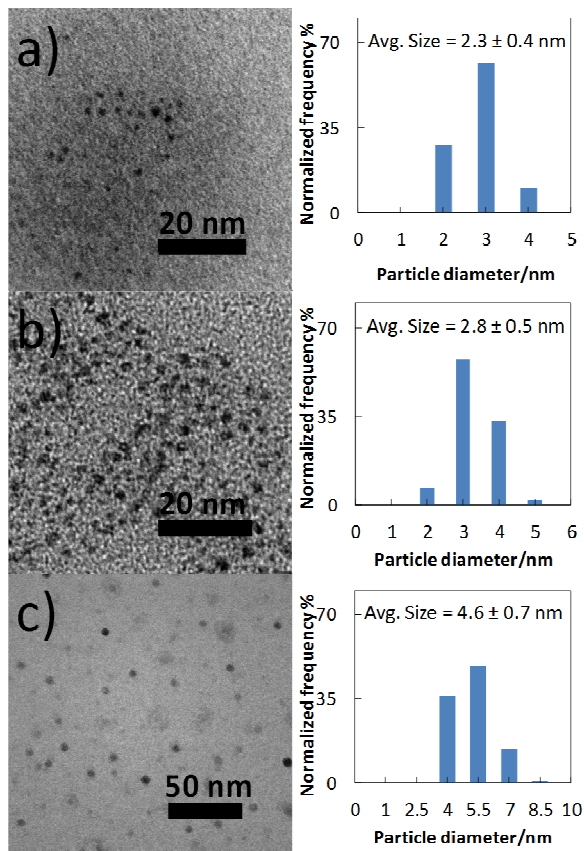 a)
20 nm
Normalized frequency %
70
35
0
Avg. Size = 2.3 ± 0.4 nm
0 1 2 3 4 5
Particle diameter/nm
b)
20 nm
Normalized frequency %
70
35
0
Avg. Size = 2.8 ± 0.5 nm
0 1 2 3 4 5 6
Particle diameter/nm
c)
50 nm
Normalized frequency %
70
35
0
Avg. Size = 4.6 ± 0.7 nm
0 1 2.5 4 5.5 7 8.5 10
Particle diameter/nm